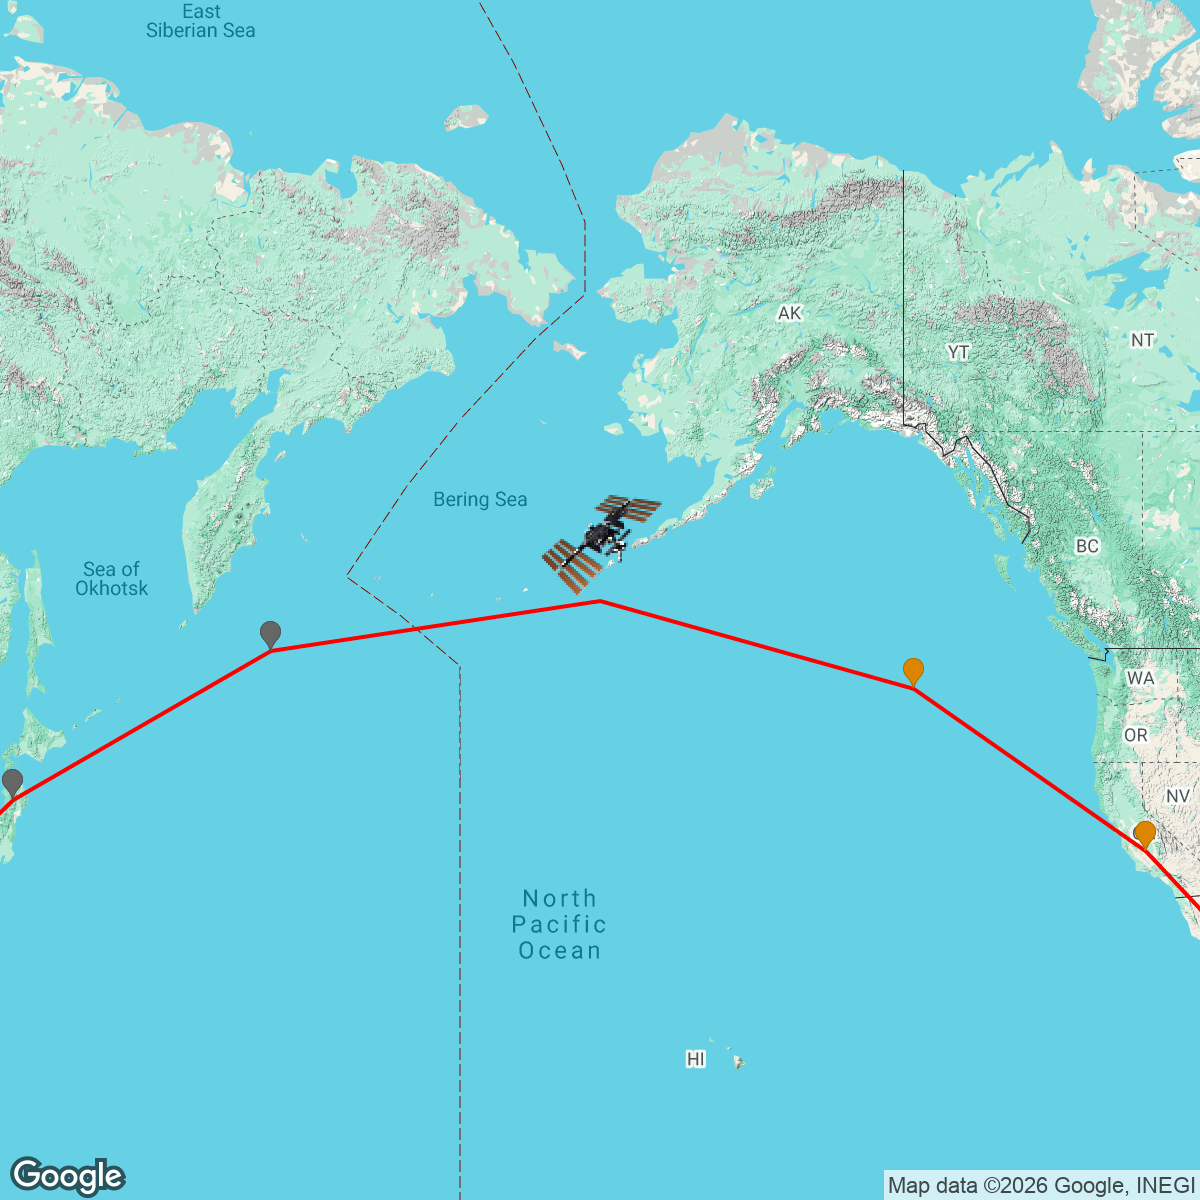 East
Siberian Sea
AK
NT
YT
Bering Sea
BC
Sea of
Okhotsk
WA
OR
NV
North
Pacific
Ocean
HI
Google
Map data ©2026 Google, INEGI